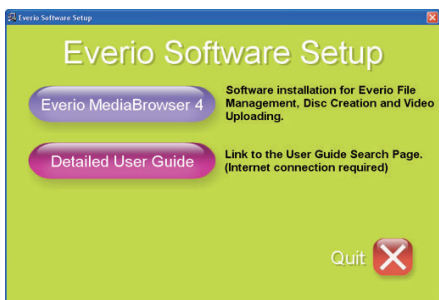 Everio Software Setup
Everio Software Setup
Everio MediaBrowser 4
Software installation for Everio File
Management, Disc Creation and Video
Uploading.
Detailed User Guide
Link to the User Guide Search Page.
(Internet connection required)
Quit